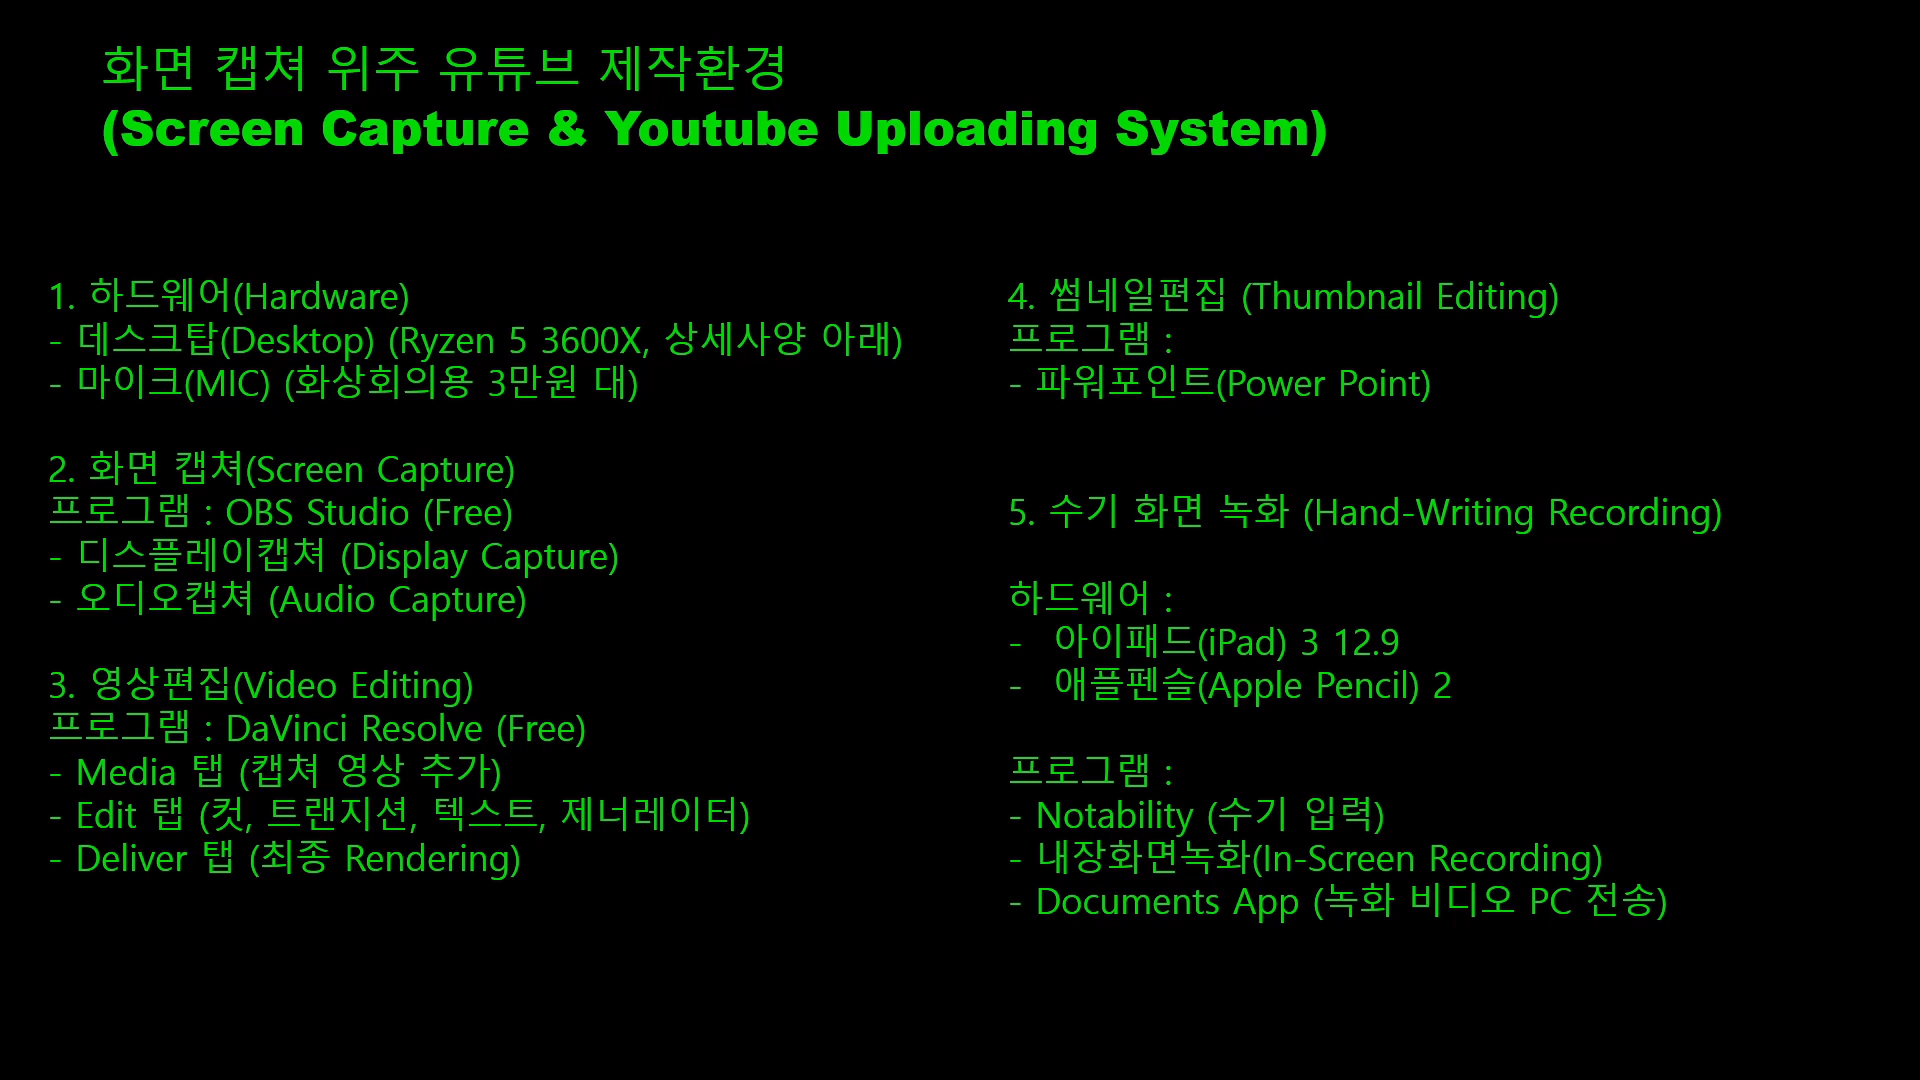 화면 캡쳐 위주 유튜브 제작환경
(Screen Capture & Youtube Uploading System)
1. 하드웨어(Hardware)
- 데스크탑(Desktop) (Ryzen 5 3600X, 상세사양 아래)
- 마이크(MIC) (화상회의용 3만원 대)
2. 화면 캡쳐(Screen Capture)
프로그램 : OBS Studio (Free)
- 디스플레이캡쳐 (Display Capture)
- 오디오캡쳐 (Audio Capture)
3. 영상편집(Video Editing)
프로그램 : DaVinci Resolve (Free)
- Media 탭 (캡쳐 영상 추가)
- Edit 탭 (컷, 트랜지션, 텍스트, 제너레이터)
- Deliver 탭 (최종 Rendering)
4. 썸네일편집 (Thumbnail Editing)
프로그램 :
- 파워포인트(Power Point)
5. 수기 화면 녹화 (Hand-Writing Recording)
하드웨어 :
- 아이패드(iPad) 3 12.9
- 애플펜슬(Apple Pencil) 2
프로그램 :
- Notability (수기 입력)
- 내장화면녹화(In-Screen Recording)
- Documents App (녹화 비디오 PC 전송)